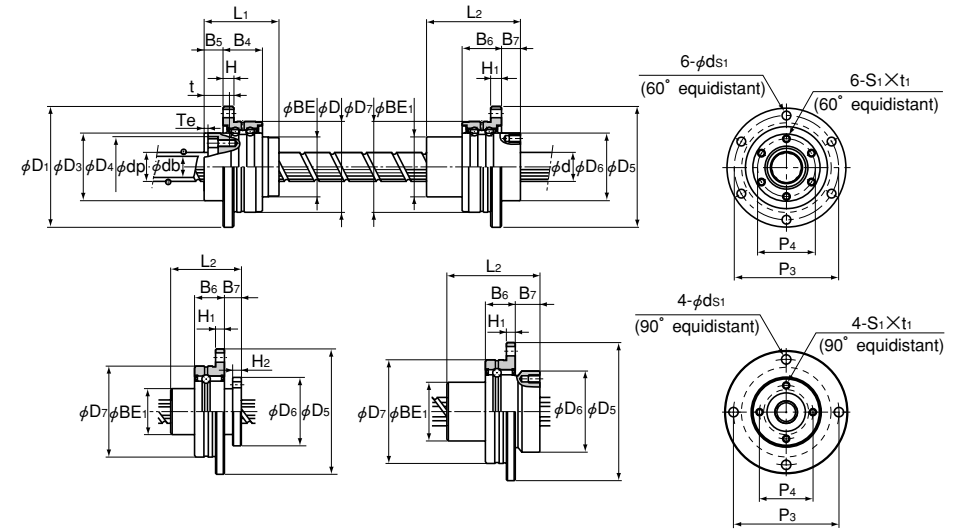 L1
L2
B5 B4
B6 B7
H
H1
t
Te
φBE φD φD7 φBE1
φD1 φD3 φD4 φdp φdb
φd φD6 φD5
6-φdS1
(60° equidistant)
6-S1×t1
(60° equidistant)
P4
P3
L2
B6 B7
H1
H2
φD7 φBE1
φD6 φD5
L2
B6 B7
H1
φD7 φBE1
φD6 φD5
4-φdS1
(90° equidistant)
4-S1×t1
(90° equidistant)
P4
P3